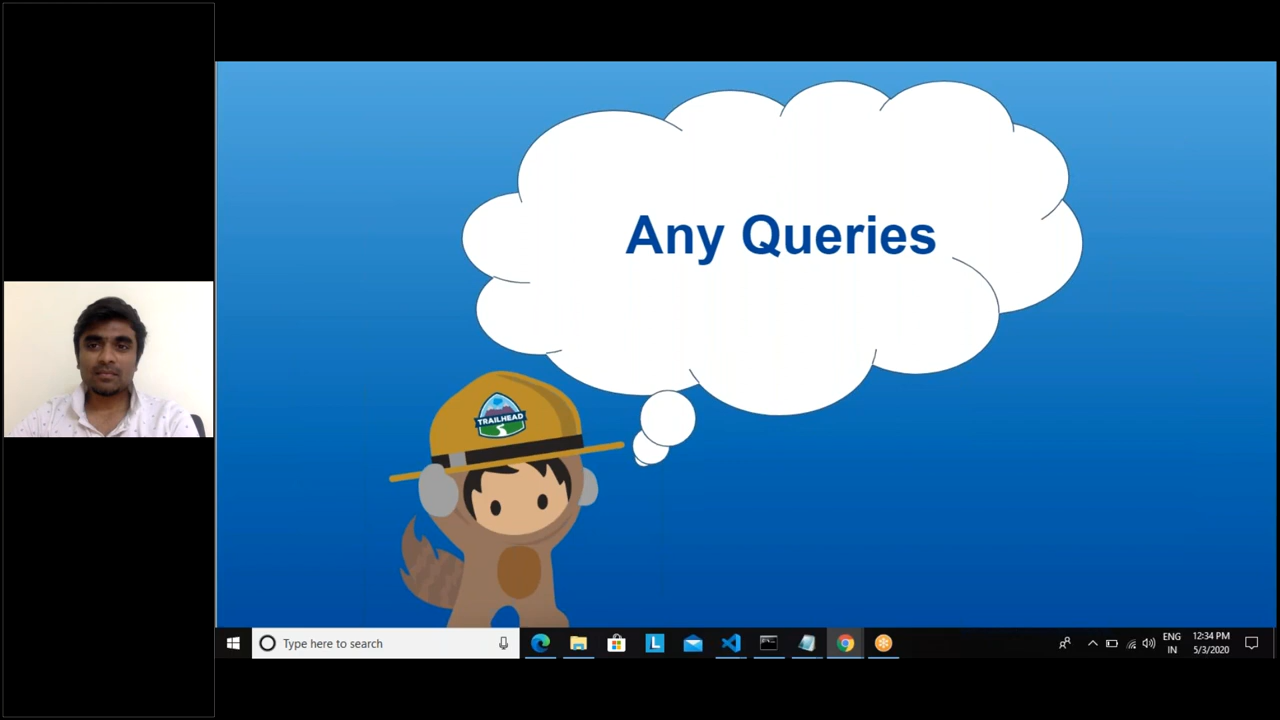 Any Queries
TRAILHEAD
Type here to search
L
ENG
IN
12:34 PM
5/3/2020